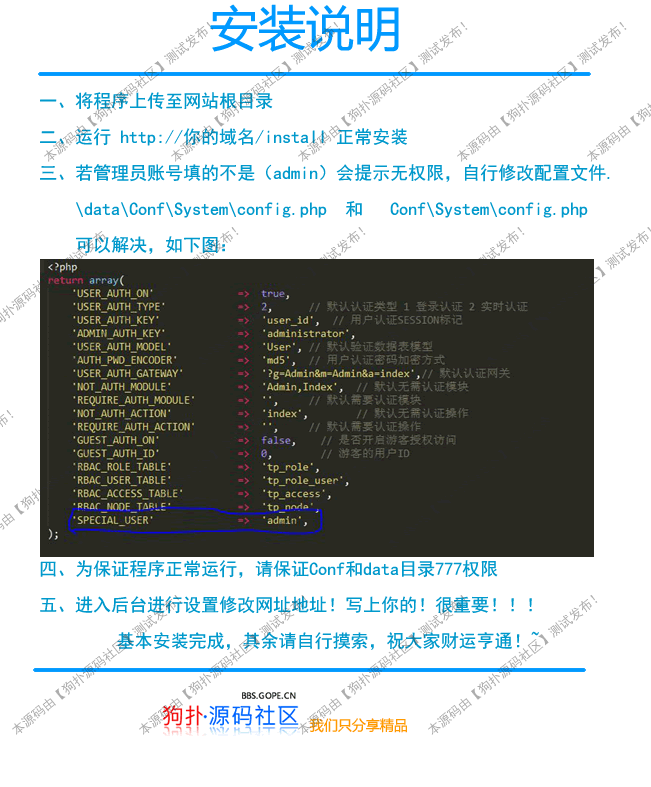 安装说明
一、将程序上传至网站根目录
二、运行 http://你的域名/install 正常安装
三、若管理员账号填的不是（admin）会提示无权限，自行修改配置文件.
\data\Conf\System\config.php 和 Conf\System\config.php
可以解决，如下图：
<?php
return array(
'USER_AUTH_ON' => true,
'USER_AUTH_TYPE' => 2, // 默认认证类型 1 登录认证 2 实时认证
'USER_AUTH_KEY' => 'user_id', // 用户认证SESSION标记
'ADMIN_AUTH_KEY' => 'administrator',
'USER_AUTH_MODEL' => 'User', // 默认验证数据表模型
'AUTH_PWD_ENCODER' => 'md5', // 用户认证密码加密方式
'USER_AUTH_GATEWAY' => '?g=Admin&m=Admin&a=index',// 默认认证网关
'NOT_AUTH_MODULE' => 'Admin,Index', // 默认无需认证模块
'REQUIRE_AUTH_MODULE' => '', // 默认需要认证模块
'NOT_AUTH_ACTION' => 'index', // 默认无需认证操作
'REQUIRE_AUTH_ACTION' => '', // 默认需要认证操作
'GUEST_AUTH_ON' => false, // 是否开启游客授权访问
'GUEST_AUTH_ID' => 0, // 游客的用户ID
'RBAC_ROLE_TABLE' => 'tp_role',
'RBAC_USER_TABLE' => 'tp_role_user',
'RBAC_ACCESS_TABLE' => 'tp_access',
'RBAC_NODE_TABLE' => 'tp_node',
'SPECIAL_USER' => 'admin',
);
四、为保证程序正常运行，请保证Conf和data目录777权限
五、进入后台进行设置修改网址地址！写上你的！很重要！！！
基本安装完成，其余请自行摸索，祝大家财运亨通！~
BBS.GOPE.CN
狗扑·源码社区
我们只分享精品
本源码由【狗扑源码社区】测试发布！